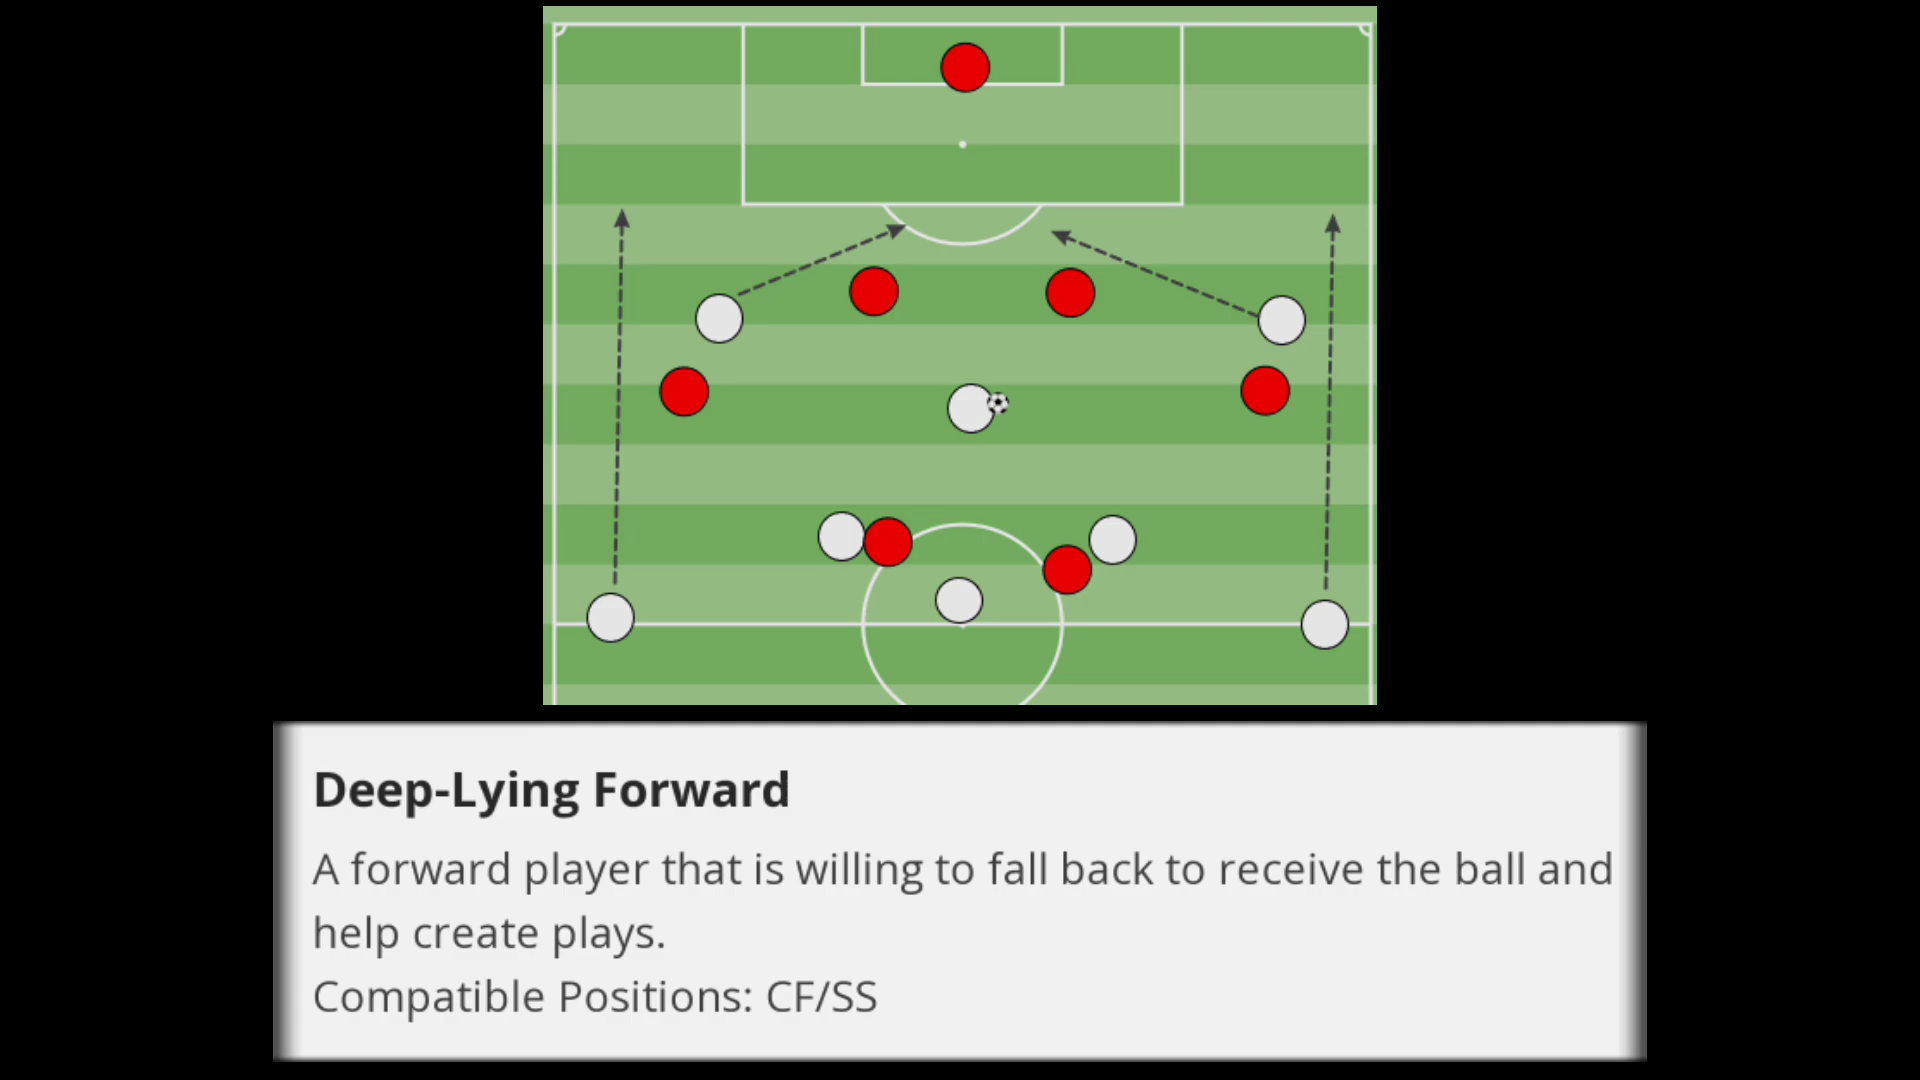 Deep-Lying Forward
A forward player that is willing to fall back to receive the ball and
help create plays.
Compatible Positions: CF/SS